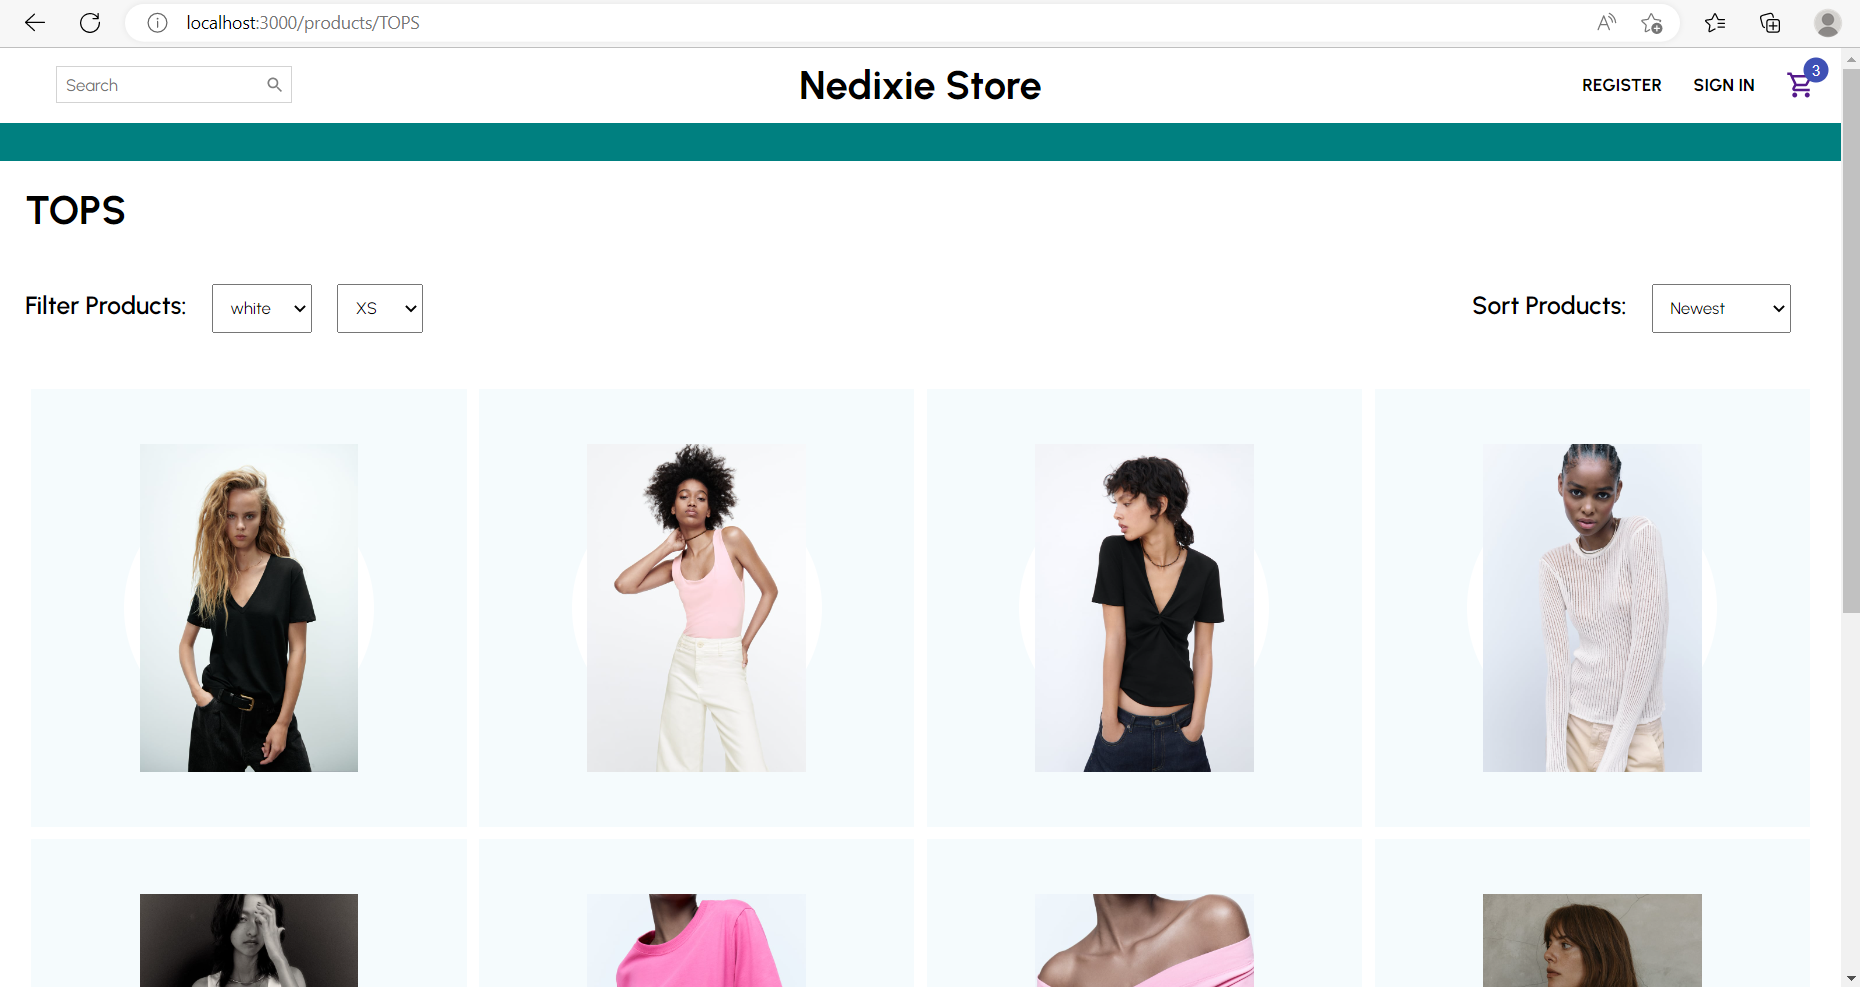 localhost:3000/products/TOPS
Search
Nedixie Store
REGISTER
SIGN IN
3
TOPS
Filter Products:
white
XS
Sort Products:
Newest